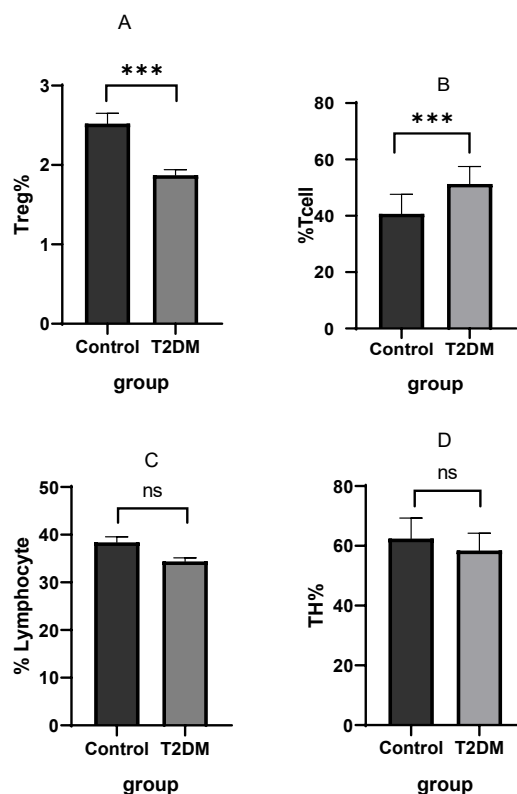 A
***
3
2
1
0
Treg%
Control T2DM
group
B
***
80
60
40
20
0
%Tcell
Control T2DM
group
C
ns
50
40
30
20
10
0
% Lymphocyte
Control T2DM
group
D
ns
80
60
40
20
0
TH%
Control T2DM
group